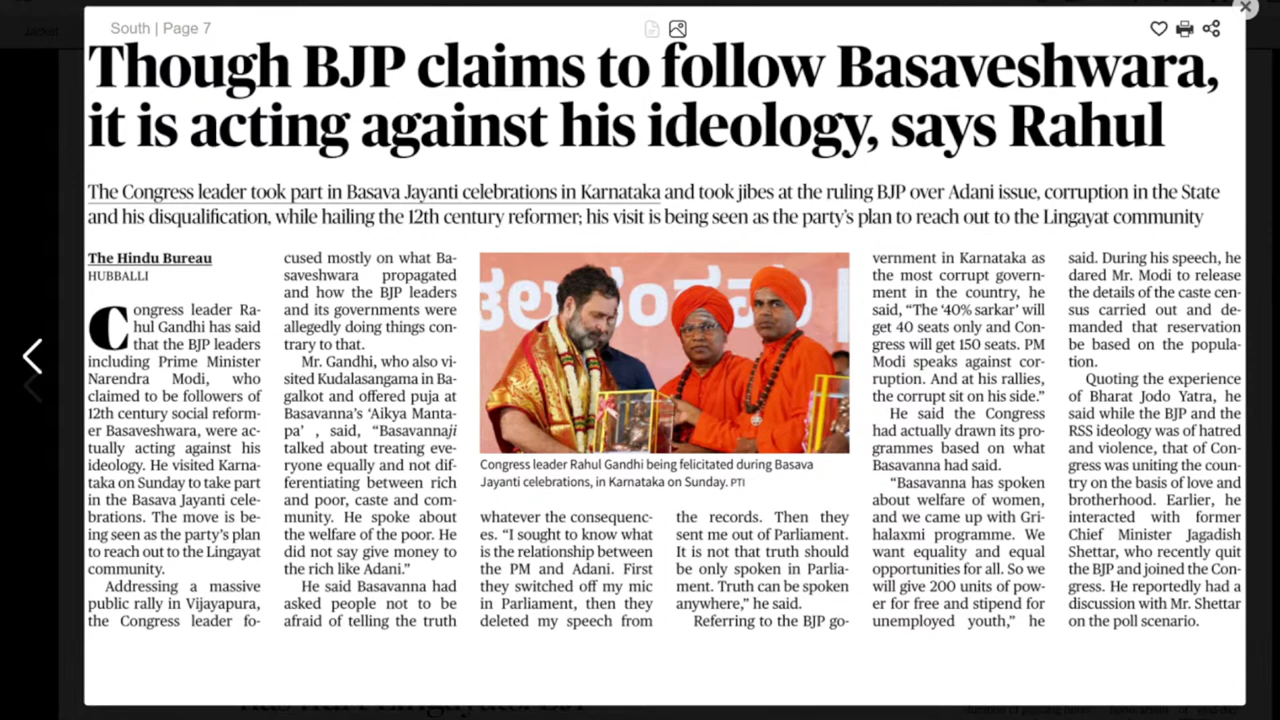 South | Page 7
Though BJP claims to follow Basaveshwara,
it is acting against his ideology, says Rahul
The Congress leader took part in Basava Jayanti celebrations in Karnataka and took jibes at the ruling BJP over Adani issue, corruption in the State
and his disqualification, while hailing the 12th century reformer; his visit is being seen as the party's plan to reach out to the Lingayat community
The Hindu Bureau
HUBBALLI
Congress leader Ra-
hul Gandhi has said
that the BJP leaders
including Prime Minister
Narendra Modi, who
claimed to be followers of
12th century social reform-
er Basaveshwara, were ac-
tually acting against his
ideology. He visited Karna-
taka on Sunday to take part
in the Basava Jayanti cele-
brations. The move is be-
ing seen as the party's plan
to reach out to the Lingayat
community.
Addressing a massive
public rally in Vijayapura,
the Congress leader fo-
cused mostly on what Ba-
saveshwara propagated
and how the BJP leaders
and its governments were
allegedly doing things con-
trary to that.
Mr. Gandhi, who also vi-
sited Kudalasangama in Ba-
galkot and offered puja at
Basavanna's 'Aikya Manta-
pa' , said, “Basavannaji
talked about treating eve-
ryone equally and not dif-
ferentiating between rich
and poor, caste and com-
munity. He spoke about
the welfare of the poor. He
did not say give money to
the rich like Adani.”
He said Basavanna had
asked people not to be
afraid of telling the truth
Congress leader Rahul Gandhi being felicitated during Basava
Jayanti celebrations, in Karnataka on Sunday. PTI
whatever the consequenc-
es. “I sought to know what
is the relationship between
the PM and Adani. First
they switched off my mic
in Parliament, then they
deleted my speech from
the records. Then they
sent me out of Parliament.
It is not that truth should
be only spoken in Parlia-
ment. Truth can be spoken
anywhere,” he said.
Referring to the BJP go-
vernment in Karnataka as
the most corrupt govern-
ment in the country, he
said, “The ‘40% sarkar’ will
get 40 seats only and Con-
gress will get 150 seats. PM
Modi speaks against cor-
ruption. And at his rallies,
the corrupt sit on his side.”
He said the Congress
had actually drawn its pro-
grammes based on what
Basavanna had said.
“Basavanna has spoken
about welfare of women,
and we came up with Gri-
halaxmi programme. We
want equality and equal
opportunities for all. So we
will give 200 units of pow-
er for free and stipend for
unemployed youth,” he
said. During his speech, he
dared Mr. Modi to release
the details of the caste cen-
sus carried out and de-
manded that reservation
be based on the popula-
tion.
Quoting the experience
of Bharat Jodo Yatra, he
said while the BJP and the
RSS ideology was of hatred
and violence, that of Con-
gress was uniting the coun-
try on the basis of love and
brotherhood. Earlier, he
interacted with former
Chief Minister Jagadish
Shettar, who recently quit
the BJP and joined the Con-
gress. He reportedly had a
discussion with Mr. Shettar
on the poll scenario.